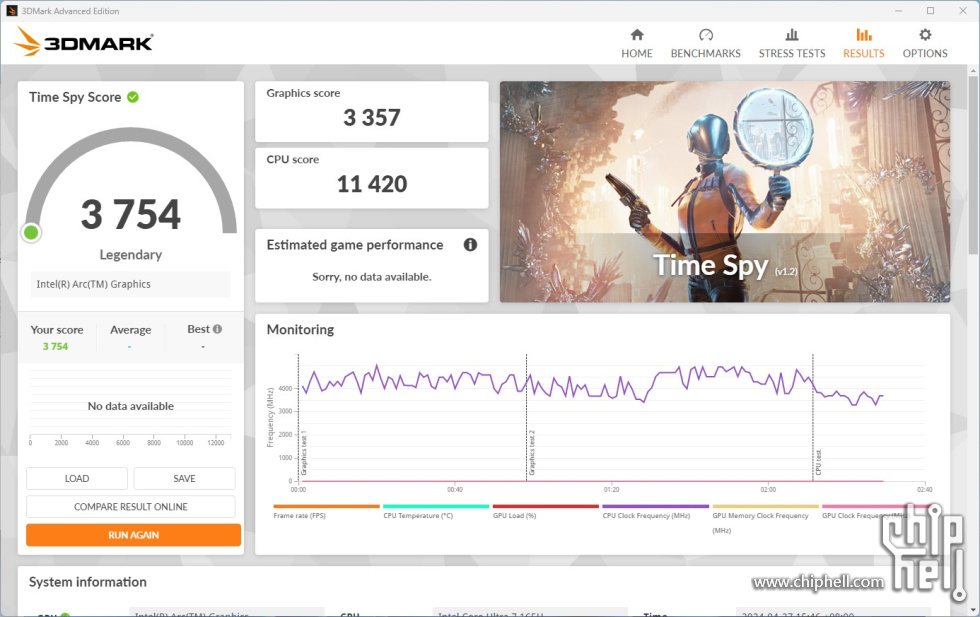 3DMark Advanced Edition
3DMARK
HOME
BENCHMARKS
STRESS TESTS
RESULTS
OPTIONS
Time Spy Score
3 754
Legendary
Intel(R) Arc(TM) Graphics
Your score
3 754
Average
-
Best
-
No data available
0 2000 4000 6000 8000 10000 12000
LOAD
SAVE
COMPARE RESULT ONLINE
RUN AGAIN
Graphics score
3 357
CPU score
11 420
Estimated game performance
Sorry, no data available.
Time Spy (v1.2)
Monitoring
Frequency (MHz)
4000
3000
2000
1000
0
Graphics test 1
Graphics test 2
CPU test
00:00 00:40 01:20 02:00 02:40
Frame rate (FPS)
CPU Temperature (°C)
GPU Load (%)
CPU Clock Frequency (MHz)
GPU Memory Clock Frequency
(MHz)
GPU Clock Frequency (MHz)
System information
GPU
Intel(R) Arc(TM) Graphics
CPU
Intel Core Ultra 7 165H
Time
2024-04-27 15:46 +08:00
chip
hell
www.chiphell.com